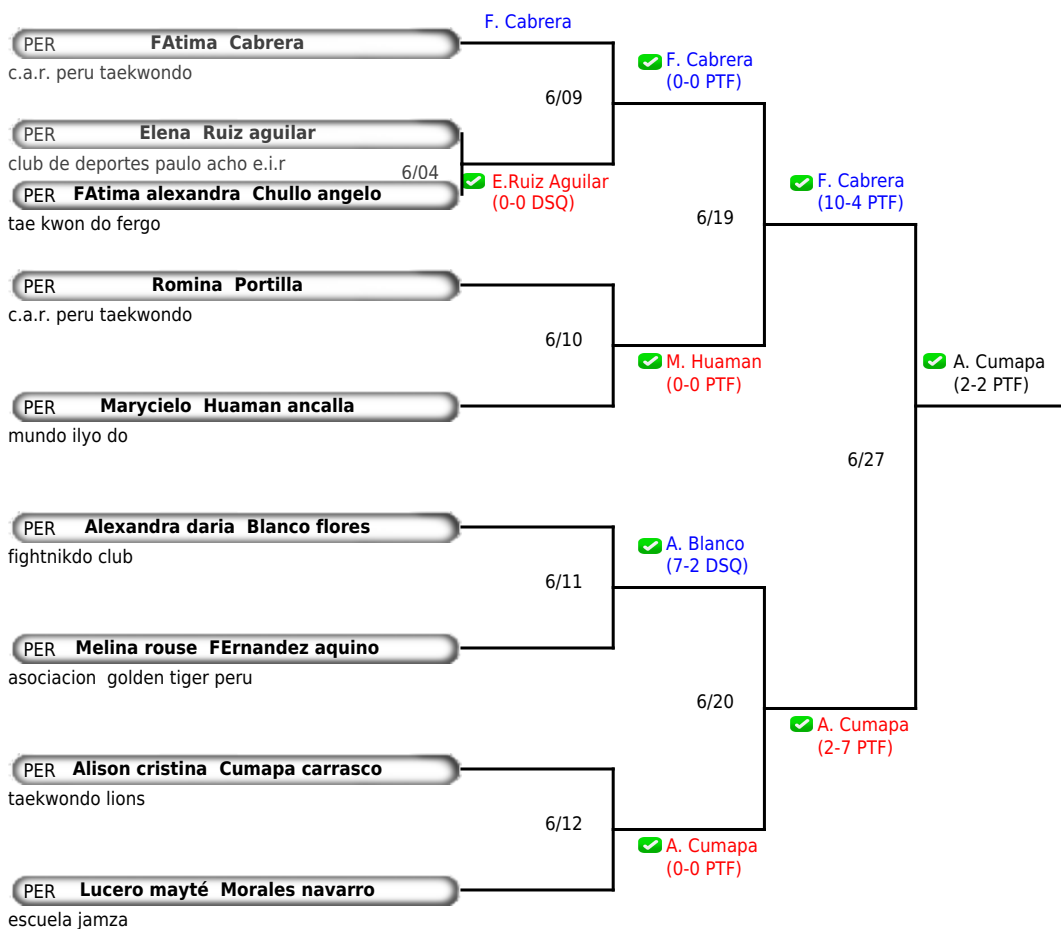 F. Cabrera
PER FAtima Cabrera
c.a.r. peru taekwondo
F. Cabrera
(0-0 PTF)
6/09
PER Elena Ruiz aguilar
club de deportes paulo acho e.i.r
6/04
E.Ruiz Aguilar
(0-0 DSQ)
PER FAtima alexandra Chullo angelo
tae kwon do fergo
F. Cabrera
(10-4 PTF)
6/19
PER Romina Portilla
c.a.r. peru taekwondo
6/10
M. Huaman
(0-0 PTF)
A. Cumapa
(2-2 PTF)
PER Marycielo Huaman ancalla
mundo ilyo do
6/27
PER Alexandra daria Blanco flores
fightnikdo club
A. Blanco
(7-2 DSQ)
6/11
PER Melina rouse FErnandez aquino
asociacion golden tiger peru
6/20
A. Cumapa
(2-7 PTF)
PER Alison cristina Cumapa carrasco
taekwondo lions
6/12
A. Cumapa
(0-0 PTF)
PER Lucero mayté Morales navarro
escuela jamza